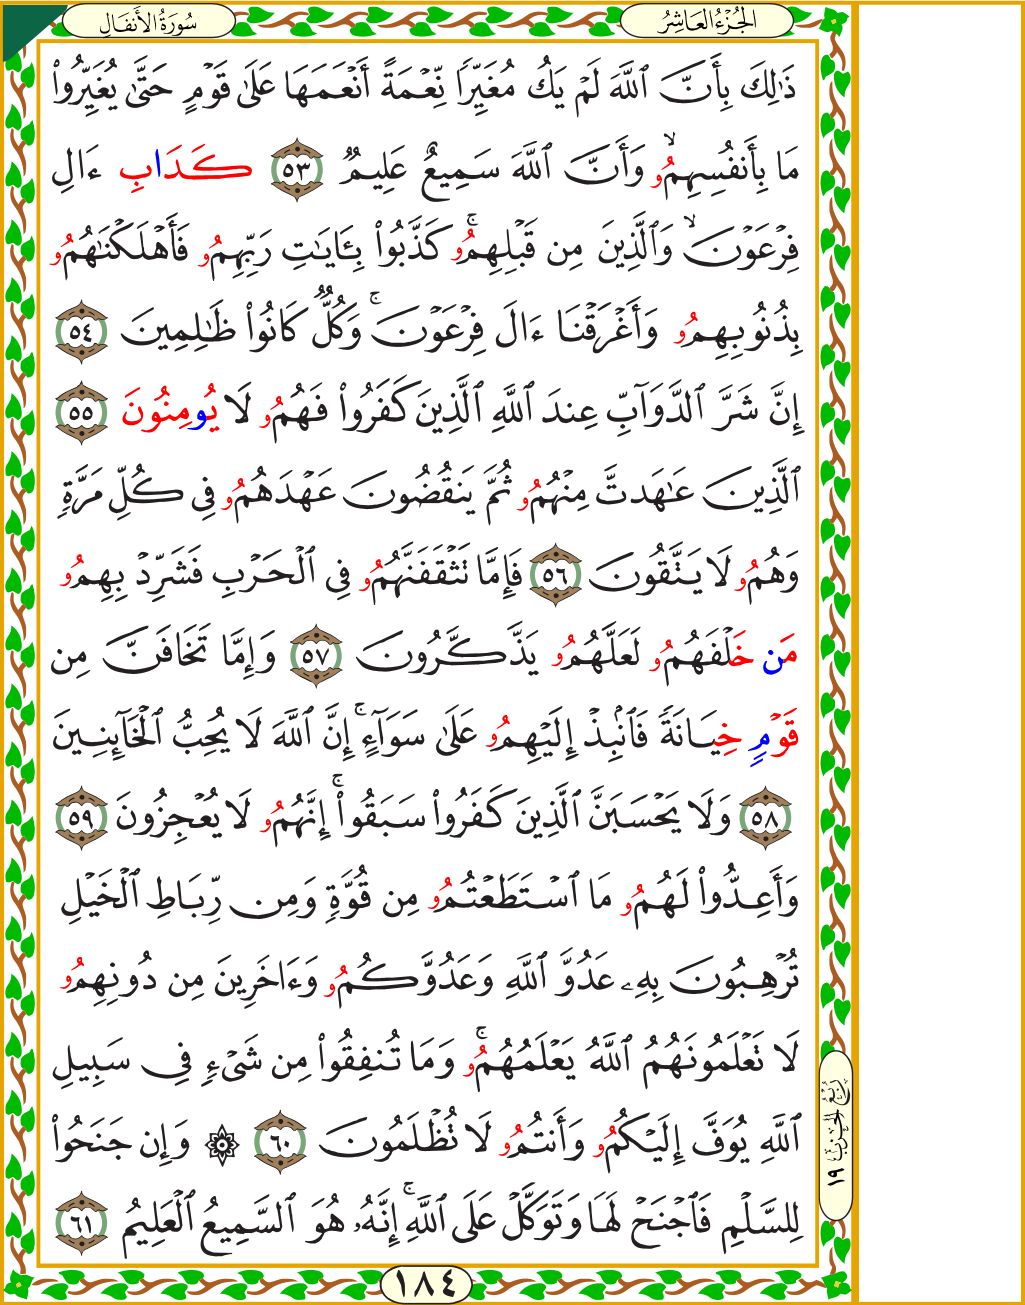 الجُزْءُ العَاشِرُ
سُورَةُ الأَنفَالِ
ذَٰلِكَ بِأَنَّ ٱللَّهَ لَمْ يَكُ مُغَيِّرًا نِّعْمَةً أَنْعَمَهَا عَلَىٰ قَوْمٍ حَتَّىٰ يُغَيِّرُوا۟
مَا بِأَنفُسِهِمُۥ ۙ وَأَنَّ ٱللَّهَ سَمِيعٌ عَلِيمٌ ٥٣ كَدَابِ ءَالِ
فِرْعَوْنَ ۙ وَٱلَّذِينَ مِن قَبْلِهِمُۥ ۚ كَذَّبُوا۟ بِـَٔايَٰتِ رَبِّهِمُۥ فَأَهْلَكْنَٰهُمُۥ
بِذُنُوبِهِمُۥ وَأَغْرَقْنَا ءَالَ فِرْعَوْنَ ۚ وَكُلٌّ كَانُوا۟ ظَٰلِمِينَ ٥٤
إِنَّ شَرَّ ٱلدَّوَآبِّ عِندَ ٱللَّهِ ٱلَّذِينَ كَفَرُوا۟ فَهُمُۥ لَا يُومِنُونَ ٥٥
ٱلَّذِينَ عَٰهَدتَّ مِنْهُمُۥ ثُمَّ يَنقُضُونَ عَهْدَهُمُۥ فِى كُلِّ مَرَّةٍ
وَهُمُۥ لَا يَتَّقُونَ ٥٦ فَإِمَّا تَثْقَفَنَّهُمُۥ فِى ٱلْحَرْبِ فَشَرِّدْ بِهِمُۥ
مَن خَلْفَهُمُۥ لَعَلَّهُمُۥ يَذَّكَّرُونَ ٥٧ وَإِمَّا تَخَافَنَّ مِن
قَوْمٍ خِيَانَةً فَٱنۢبِذْ إِلَيْهِمُۥ عَلَىٰ سَوَآءٍ ۚ إِنَّ ٱللَّهَ لَا يُحِبُّ ٱلْخَآئِنِينَ
٥٨ وَلَا يَحْسَبَنَّ ٱلَّذِينَ كَفَرُوا۟ سَبَقُوٓا۟ ۚ إِنَّهُمُۥ لَا يُعْجِزُونَ ٥٩
وَأَعِدُّوا۟ لَهُمُۥ مَا ٱسْتَطَعْتُمُۥ مِن قُوَّةٍ وَمِن رِّبَاطِ ٱلْخَيْلِ
تُرْهِبُونَ بِهِۦ عَدُوَّ ٱللَّهِ وَعَدُوَّكُمُۥ وَءَاخَرِينَ مِن دُونِهِمُۥ
لَا تَعْلَمُونَهُمُ ٱللَّهُ يَعْلَمُهُمُۥ ۚ وَمَا تُنفِقُوا۟ مِن شَىْءٍ فِى سَبِيلِ
ٱللَّهِ يُوَفَّ إِلَيْكُمُۥ وَأَنتُمُۥ لَا تُظْلَمُونَ ٦٠ ۞ وَإِن جَنَحُوا۟
لِلسَّلْمِ فَٱجْنَحْ لَهَا وَتَوَكَّلْ عَلَى ٱللَّهِ ۚ إِنَّهُۥ هُوَ ٱلسَّمِيعُ ٱلْعَلِيمُ ٦١
رُبْعُ الحِزْبِ ١٩
١٨٤